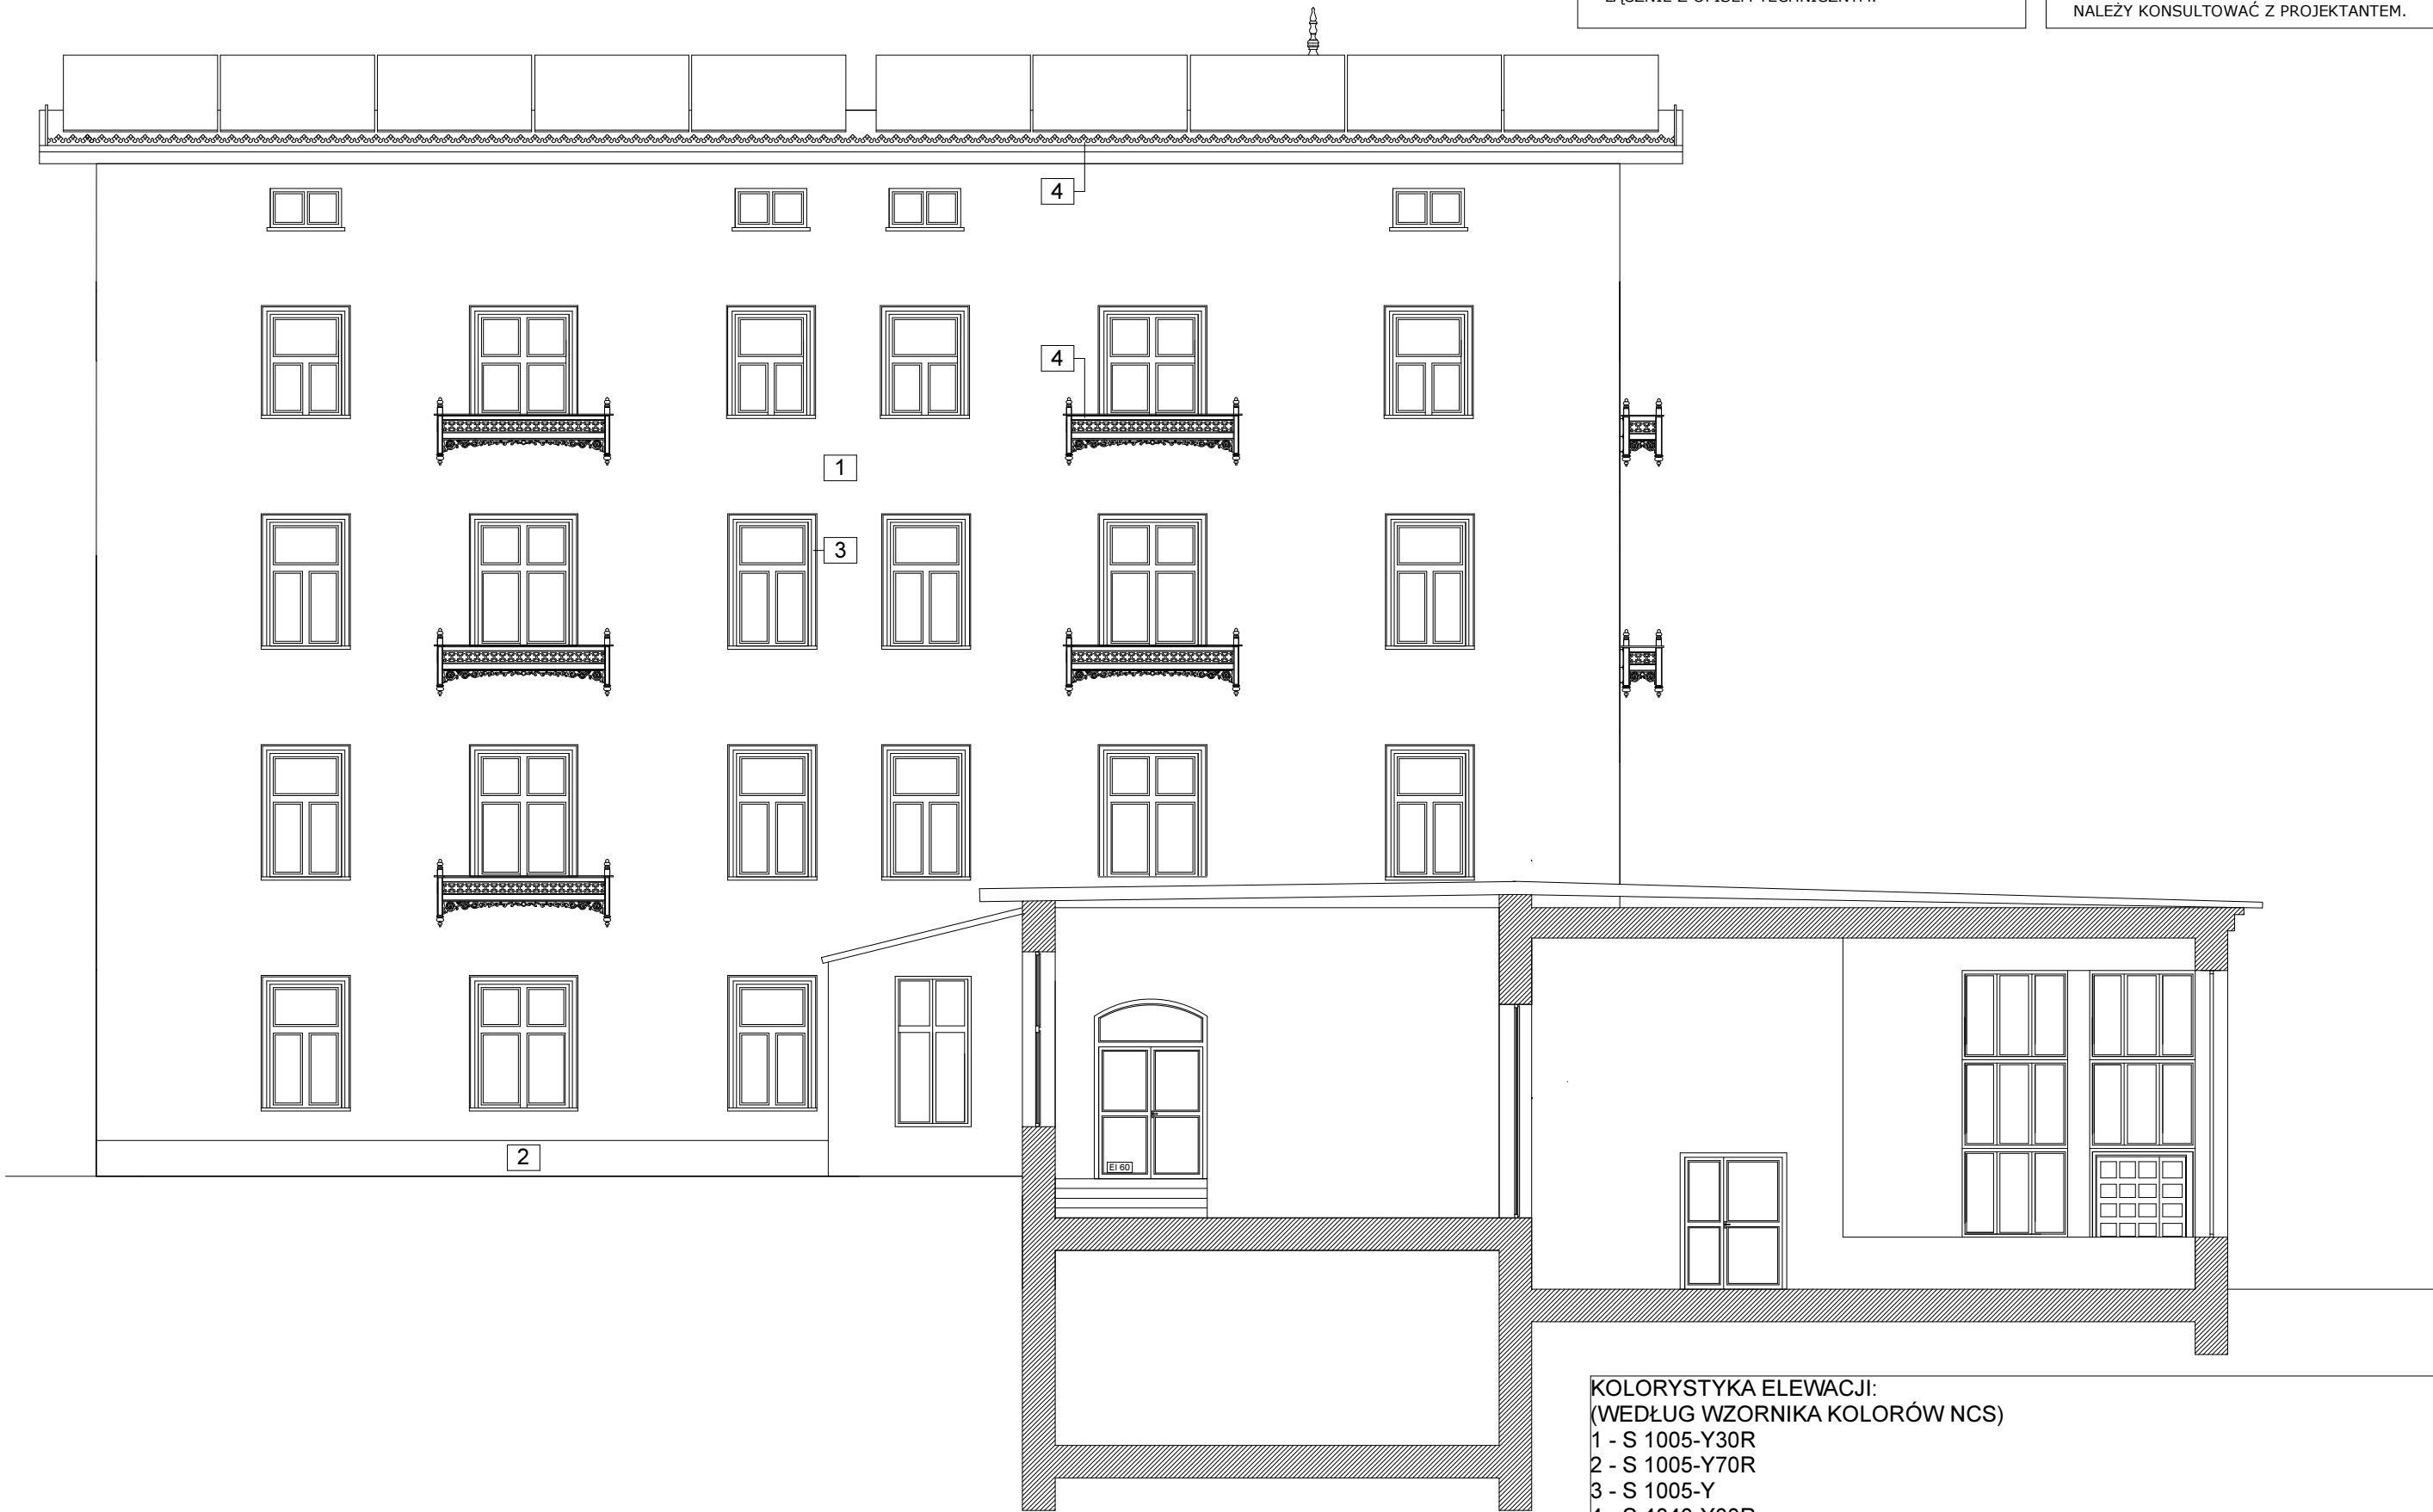 NALEŻY KONSULTOWAĆ Z PROJEKTANTEM.
4
4
1
3
2
EI 60
KOLORYSTYKA ELEWACJI:
(WEDŁUG WZORNIKA KOLORÓW NCS)
1 - S 1005-Y30R
2 - S 1005-Y70R
3 - S 1005-Y